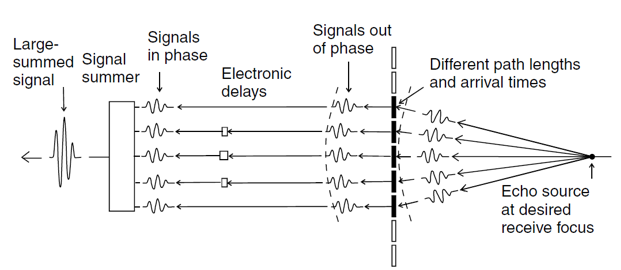 Large-
summed
signal
Signal
summer
Signals
in phase
Electronic
delays
Signals out
of phase
Different path lengths
and arrival times
Echo source
at desired
receive focus